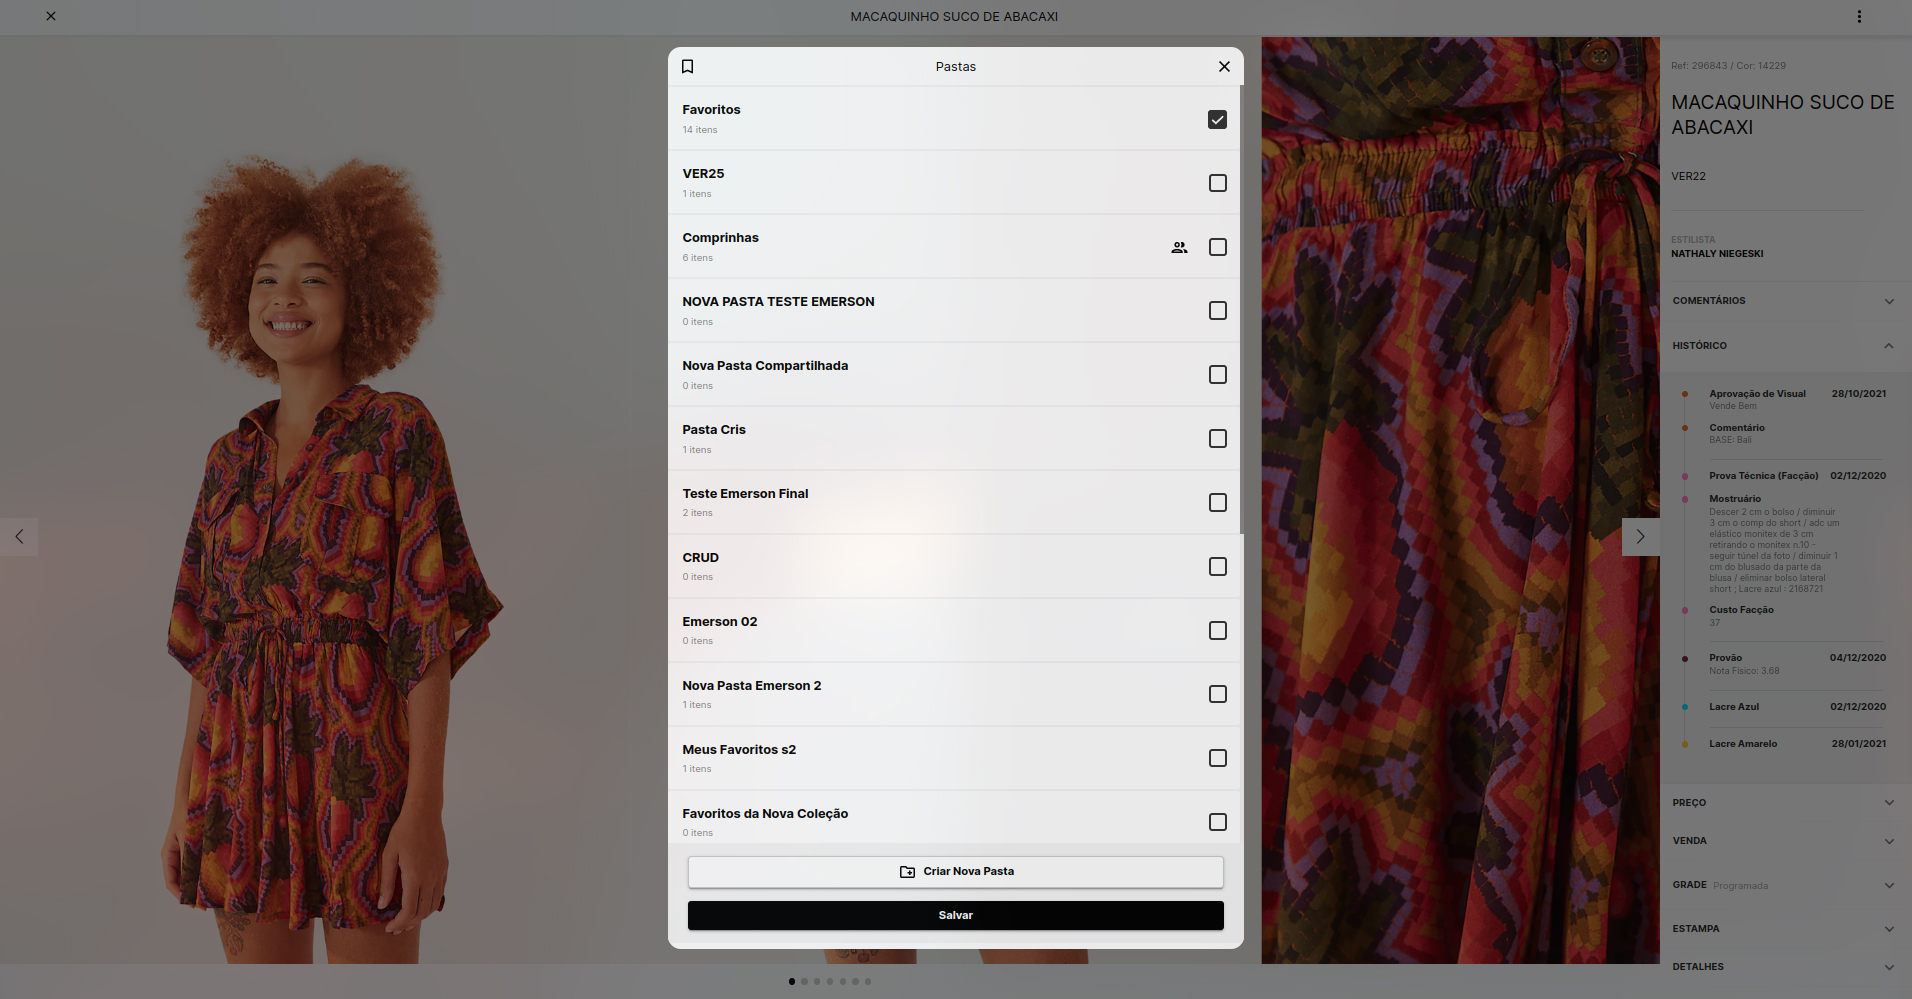 MACAQUINHO SUCO DE ABACAXI
Pastas
Favoritos
14 itens
VER25
1 itens
Comprinhas
6 itens
NOVA PASTA TESTE EMERSON
0 itens
Nova Pasta Compartilhada
0 itens
Pasta Cris
1 itens
Teste Emerson Final
2 itens
CRUD
0 itens
Emerson 02
0 itens
Nova Pasta Emerson 2
1 itens
Meus Favoritos s2
1 itens
Favoritos da Nova Coleção
0 itens
Criar Nova Pasta
Salvar
Ref: 296843 / Cor: 14229
MACAQUINHO SUCO DE
ABACAXI
VER22
ESTILISTA
NATHALY NIEGESKI
COMENTÁRIOS
HISTÓRICO
Aprovação de Visual 28/10/2021
Vende Bem
Comentário
BASE: Bali
Prova Técnica (Facção) 02/12/2020
Mostruário
Descer 2 cm o bolso / diminuir
3 cm o comp do short / adc um
elástico monitex de 3 cm
retirando o monitex n.10 -
seguir túnel da foto / diminuir 1
cm do blusado da parte da
blusa / eliminar bolso lateral
short ; Lacre azul : 2168721
Custo Facção
37
Provão 04/12/2020
Nota Físico: 3.68
Lacre Azul 02/12/2020
Lacre Amarelo 28/01/2021
PREÇO
VENDA
GRADE Programada
ESTAMPA
DETALHES